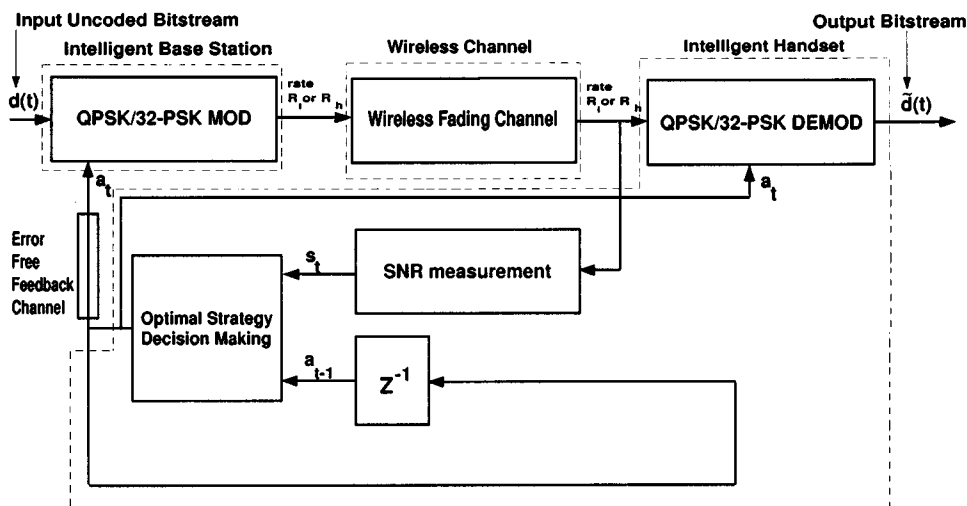 Input Uncoded Bitstream
Output Bitstream
Intelligent Base Station
Wireless Channel
Intelligent Handset
d(t)
QPSK/32-PSK MOD
rate
R_l or R_h
Wireless Fading Channel
rate
R_l or R_h
QPSK/32-PSK DEMOD
d̃(t)
a_t
a_t
Error
Free
Feedback
Channel
s_t
SNR measurement
Optimal Strategy
Decision Making
a_{t-1}
Z^{-1}